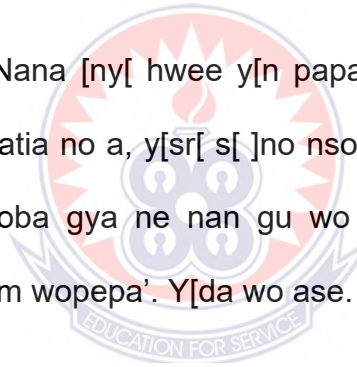 Nana [ny[ hwee y[n papa
atia no a, y[sr[ s[ ]no nso
oba gya ne nan gu wo
m wopepa’. Y[da wo ase.
EDUCATION FOR SERVICE